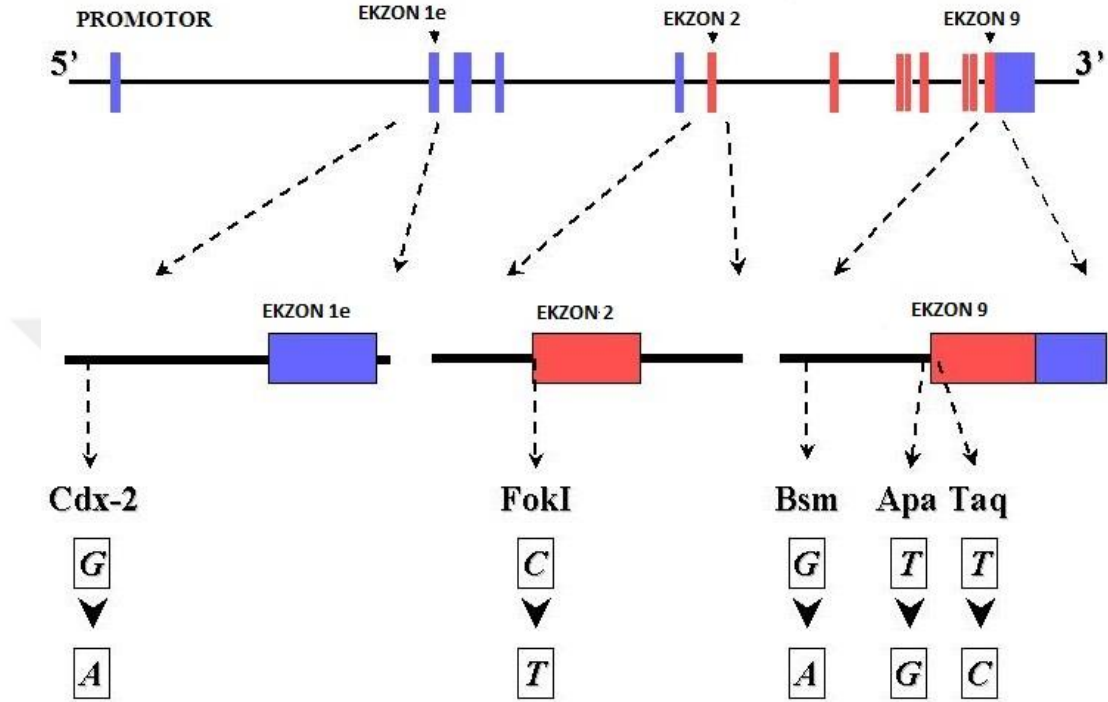 PROMOTOR
EKZON 1e
EKZON 2
EKZON 9
5’
3’
EKZON 1e
EKZON 2
EKZON 9
Cdx-2
FokI
Bsm
Apa
Taq
G
C
G
T
T
A
T
A
G
C